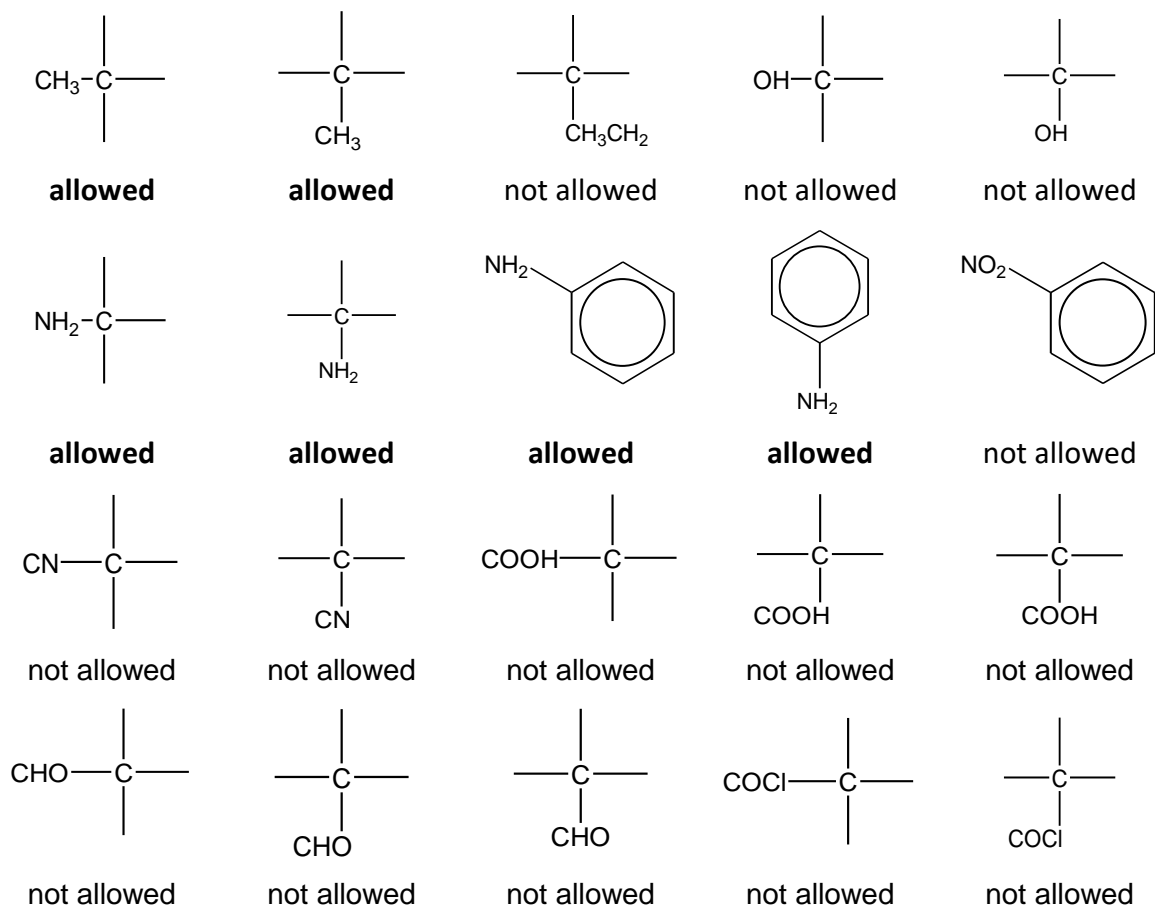 CH₃ C
C
CH₃
C
CH₃CH₂
OH C
C
OH
allowed allowed not allowed not allowed not allowed
NH₂ C
C
NH₂
NH₂
NH₂
NO₂
allowed allowed allowed allowed not allowed
CN C
C
CN
COOH C
C
COOH
C
COOH
not allowed not allowed not allowed not allowed not allowed
CHO C
C
CHO
C
CHO
COCl C
C
COCl
not allowed not allowed not allowed not allowed not allowed